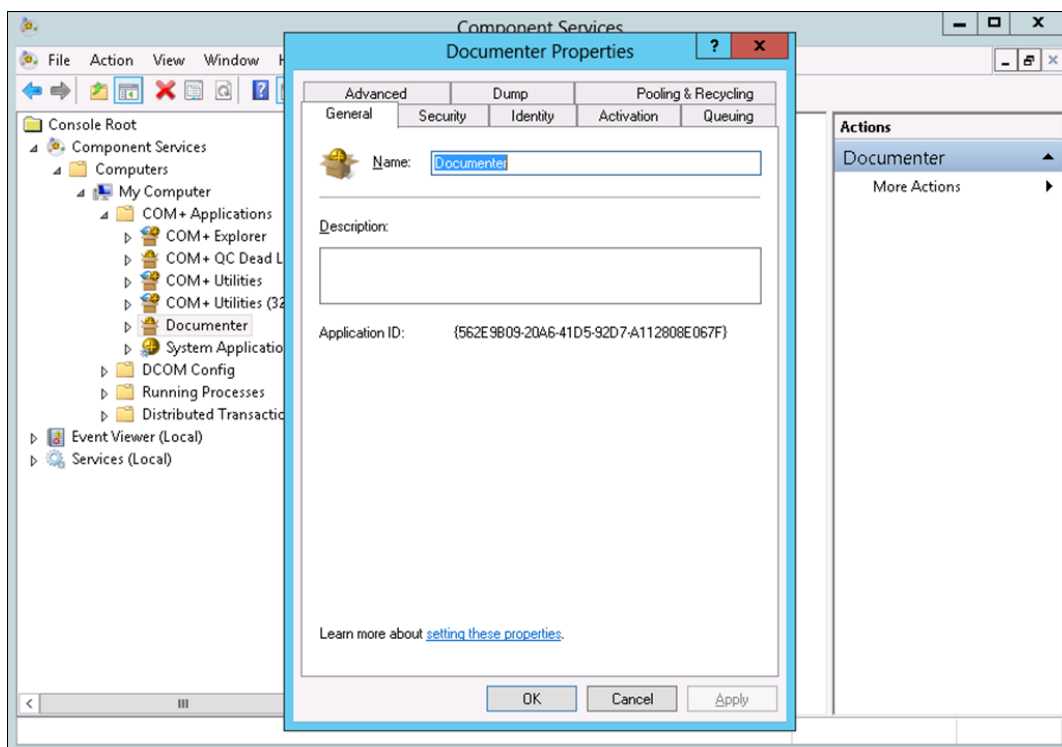 Component Services
File Action View Window
Documenter Properties
?
Advanced Dump Pooling & Recycling
General Security Identity Activation Queuing
Name: Documenter
Description:
Application ID: {562E9B09-20A6-41D5-92D7-A112808E067F}
Learn more about setting these properties.
OK Cancel Apply
Console Root
Component Services
Computers
My Computer
COM+ Applications
COM+ Explorer
COM+ QC Dead L
COM+ Utilities
COM+ Utilities (32
Documenter
System Applicatio
DCOM Config
Running Processes
Distributed Transactio
Event Viewer (Local)
Services (Local)
Actions
Documenter
More Actions